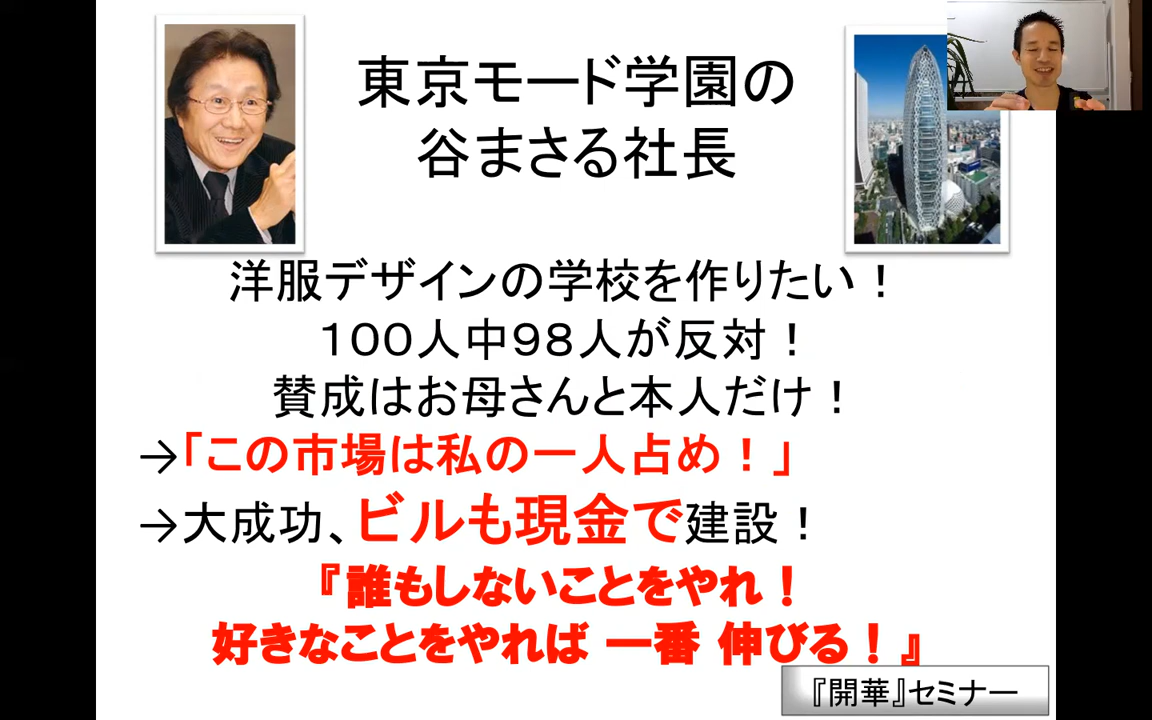 東京モード学園の
谷まさる社長
洋服デザインの学校を作りたい！
１００人中９８人が反対！
賛成はお母さんと本人だけ！
→「この市場は私の一人占め！」
→大成功、ビルも現金で建設！
『誰もしないことをやれ！
好きなことをやれば 一番 伸びる！』
『開華』セミナー